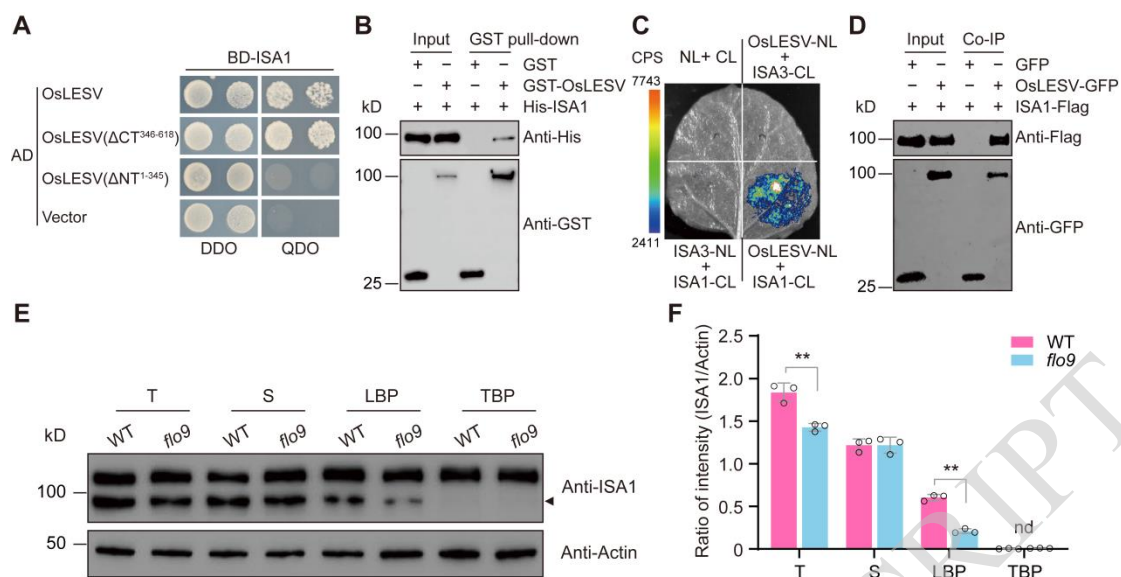 A
BD-ISA1
AD
OsLESV
OsLESV(ΔCT346-618)
OsLESV(ΔNT1-345)
Vector
DDO QDO
B
Input GST pull-down
+ − + − GST
− + − + GST-OsLESV
+ + + + His-ISA1
kD
100
Anti-His
100
Anti-GST
25
C
CPS
7743
2411
NL+ CL
OsLESV-NL
+
ISA3-CL
ISA3-NL
+
ISA1-CL
OsLESV-NL
+
ISA1-CL
D
Input Co-IP
+ − + − GFP
− + − + OsLESV-GFP
+ + + + ISA1-Flag
kD
100
Anti-Flag
100
Anti-GFP
25
E
T S LBP TBP
kD
WT flo9 WT flo9 WT flo9 WT flo9
100
Anti-ISA1
50
Anti-Actin
F
Ratio of intensity (ISA1/Actin)
2.5
2.0
1.5
1.0
0.5
0
WT
flo9
**
**
nd
T S LBP TBP
SCRIPT